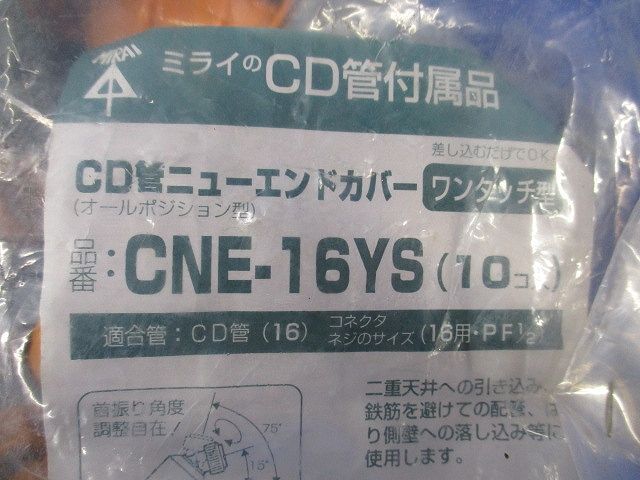 MIRAI
ミライのCD管付属品
差し込むだけでOK
CD管ニューエンドカバー ワンタッチ型
(オールポジション型)
品番:CNE-16YS(10コ入)
適合管:CD管(16) コネクタネジのサイズ(16用・PF1/2)
首振り角度
調整自在!
75°
15°
二重天井への引き込み、
鉄筋を避けての配管、
り側壁への落し込み等に
使用します。